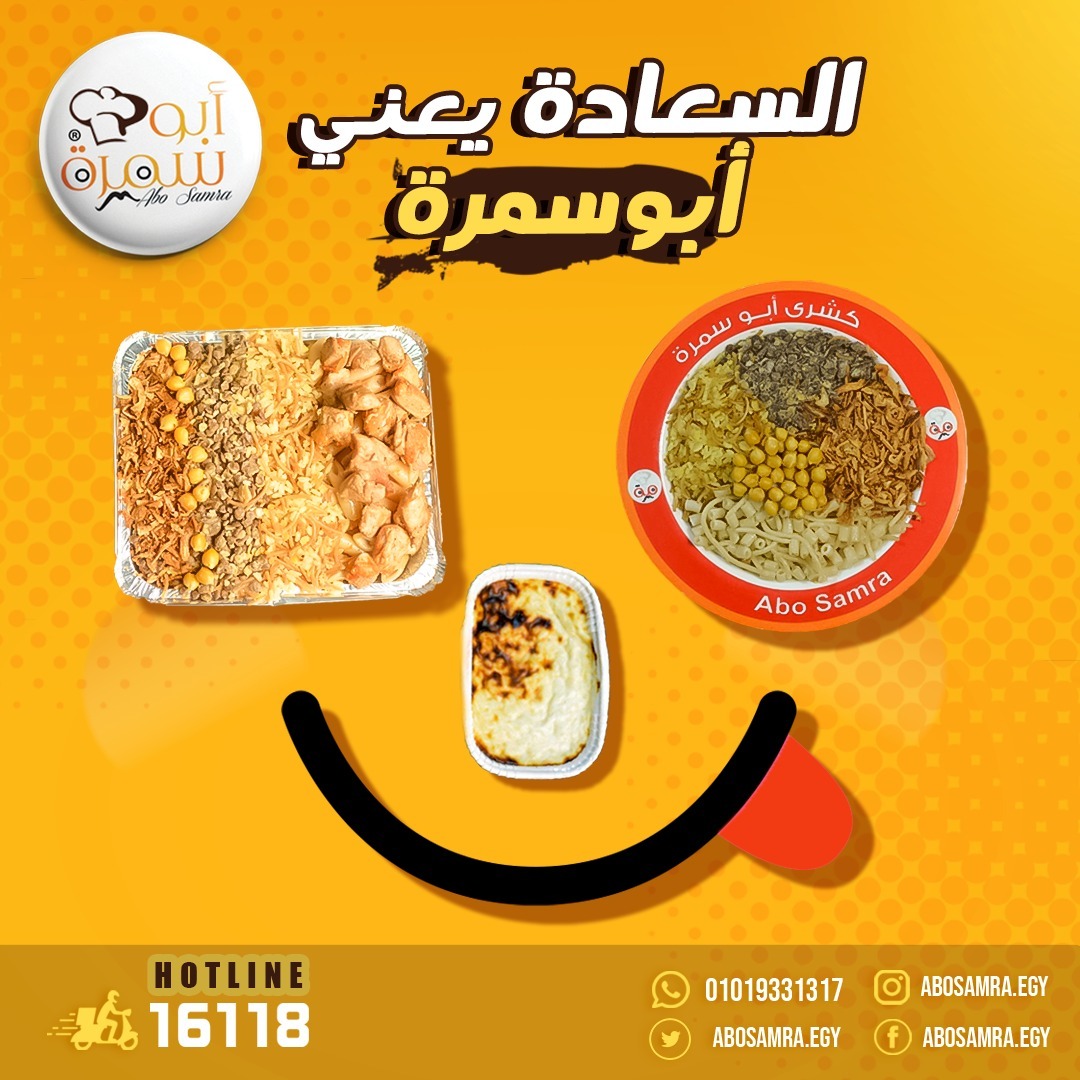 أبو
سمرة
®
Abo Samra
السعادة يعني
أبوسمرة
كشرى أبو سمرة
Abo Samra
HOTLINE
16118
01019331317
ABOSAMRA.EGY
ABOSAMRA.EGY
ABOSAMRA.EGY